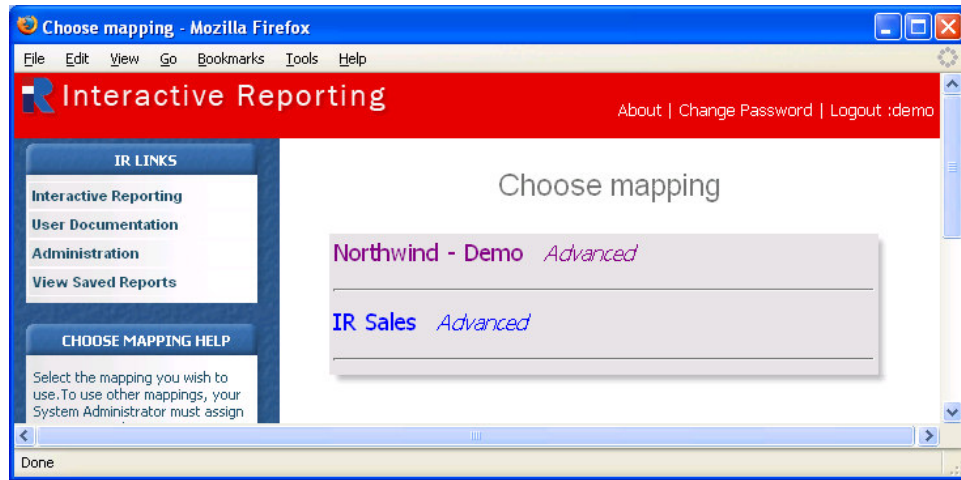 Choose mapping - Mozilla Firefox
File Edit View Go Bookmarks Tools Help
Interactive Reporting
About | Change Password | Logout :demo
IR LINKS
Interactive Reporting
User Documentation
Administration
View Saved Reports
CHOOSE MAPPING HELP
Select the mapping you wish to
use.To use other mappings, your
System Administrator must assign
Choose mapping
Northwind - Demo Advanced
IR Sales Advanced
Done